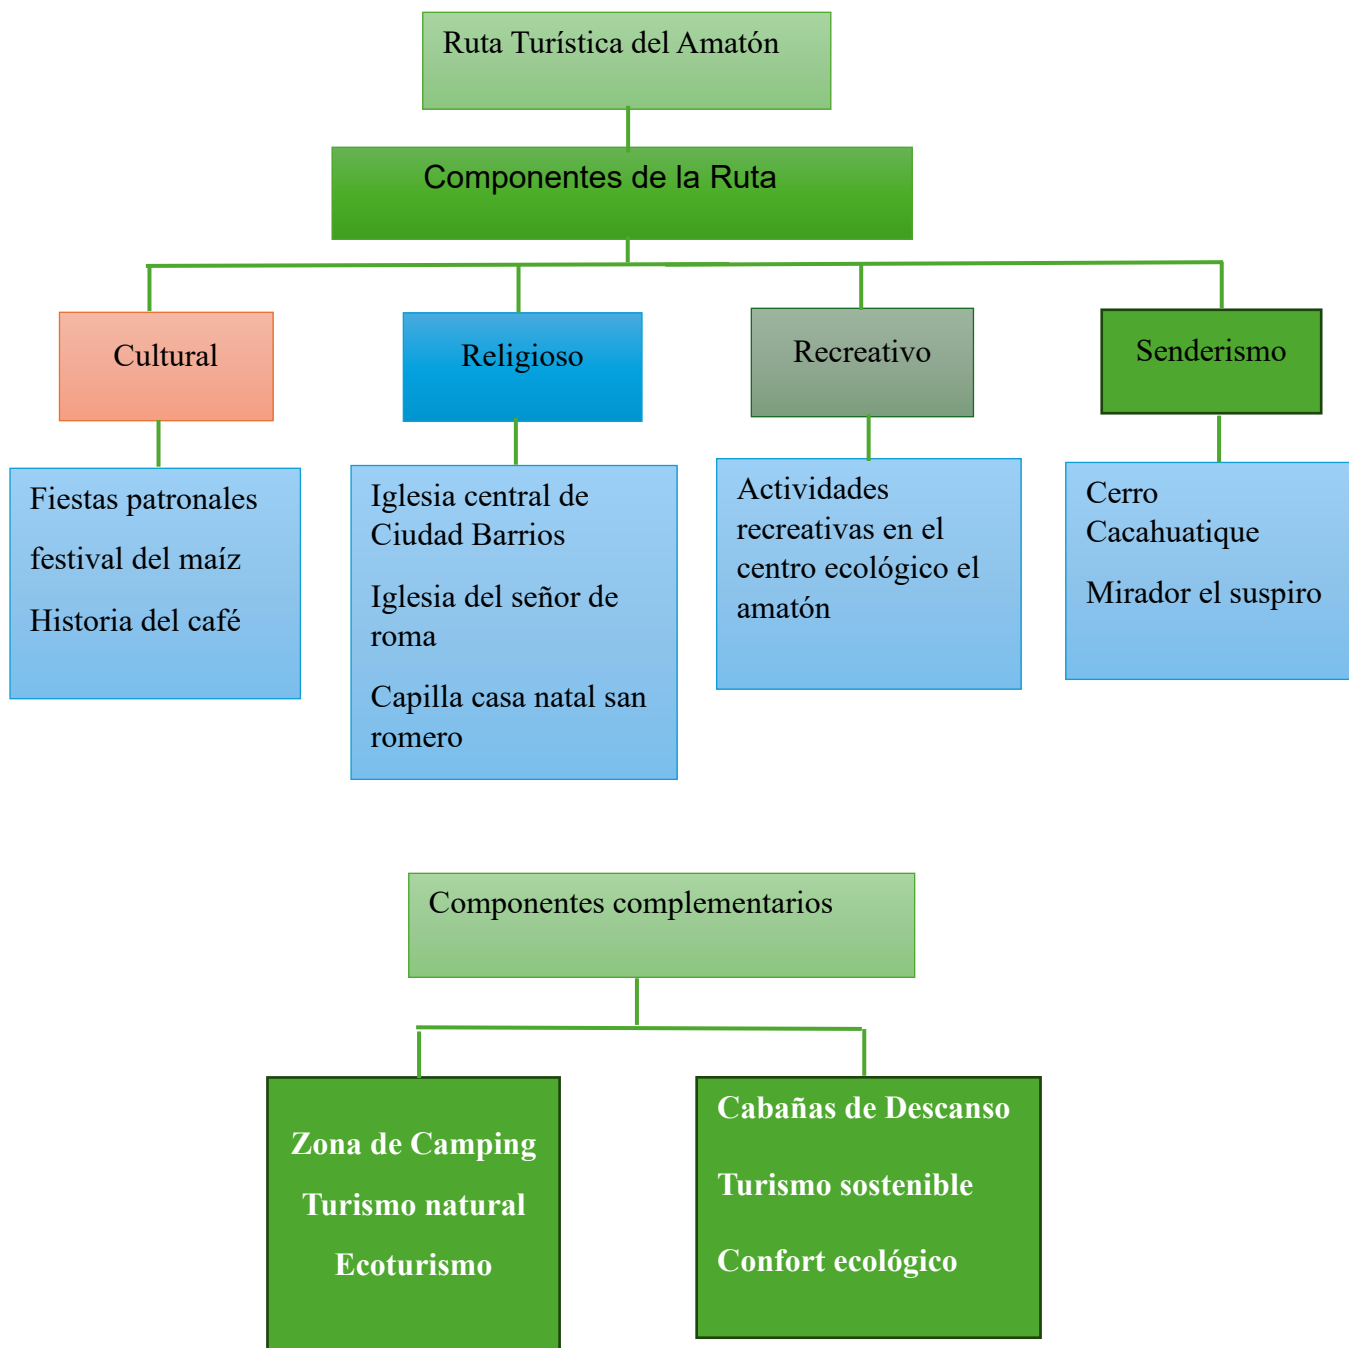 Ruta Turística del Amatón
Componentes de la Ruta
Cultural
Religioso
Recreativo
Senderismo
Fiestas patronales
festival del maíz
Historia del café
Iglesia central de
Ciudad Barrios
Iglesia del señor de
roma
Capilla casa natal san
romero
Actividades
recreativas en el
centro ecológico el
amatón
Cerro
Cacahuatique
Mirador el suspiro
Componentes complementarios
Zona de Camping
Turismo natural
Ecoturismo
Cabañas de Descanso
Turismo sostenible
Confort ecológico